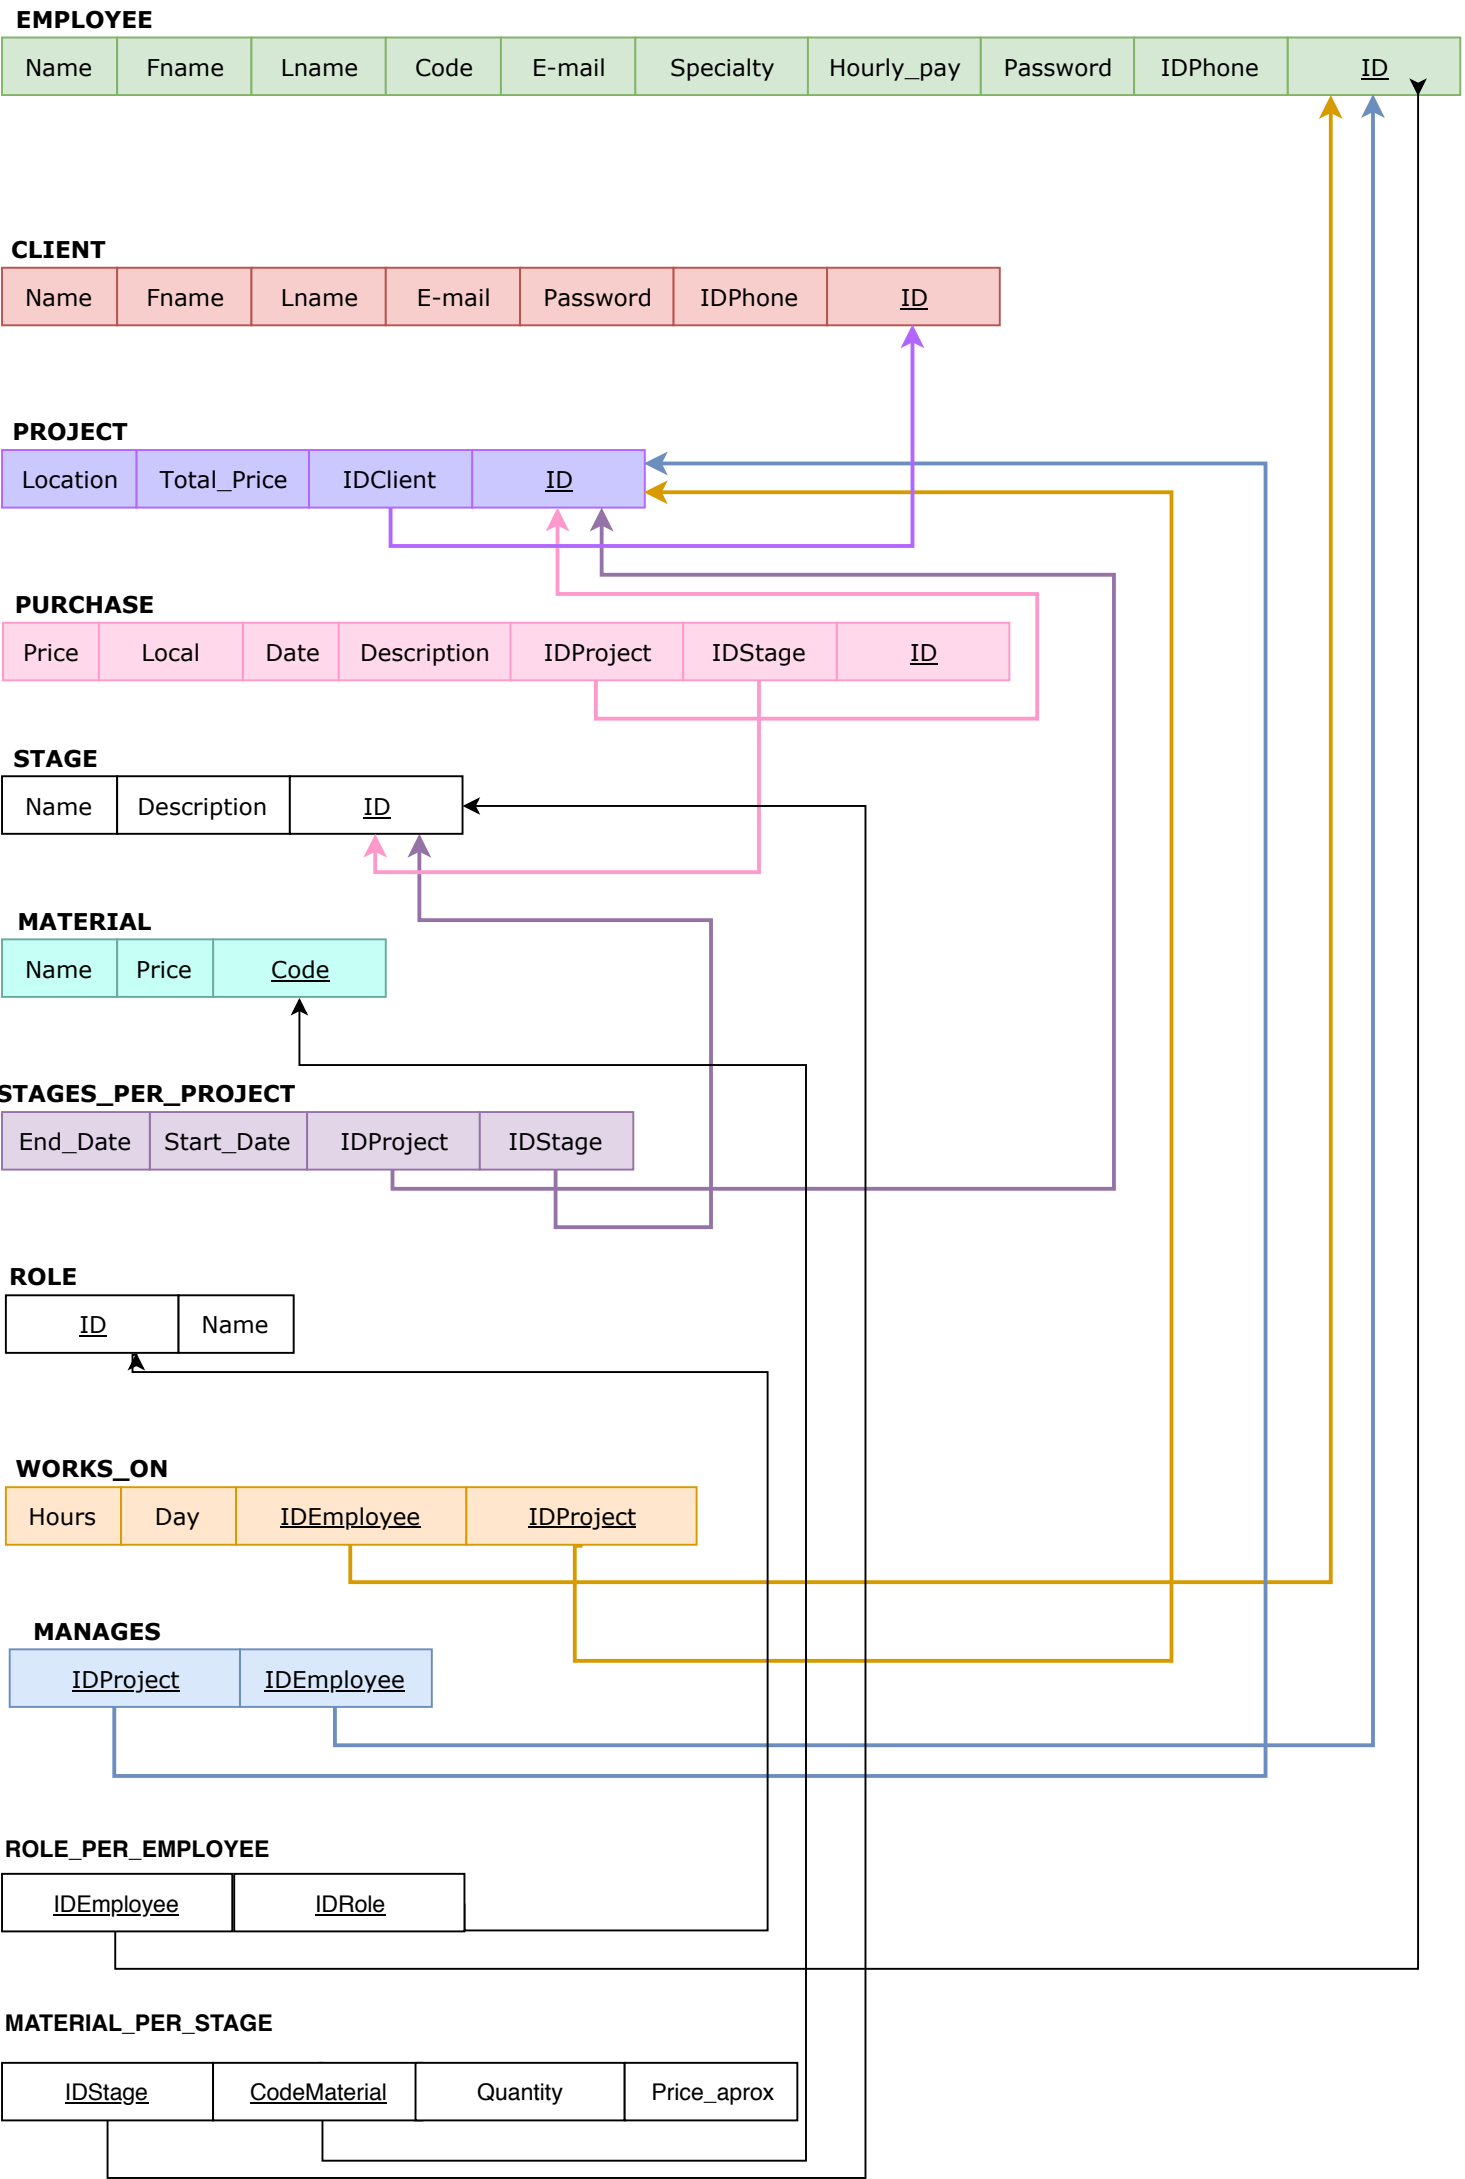 EMPLOYEE
Name Fname Lname Code E-mail Specialty Hourly_pay Password IDPhone ID
CLIENT
Name Fname Lname E-mail Password IDPhone ID
PROJECT
Location Total_Price IDClient ID
PURCHASE
Price Local Date Description IDProject IDStage ID
STAGE
Name Description ID
MATERIAL
Name Price Code
STAGES_PER_PROJECT
End_Date Start_Date IDProject IDStage
ROLE
ID Name
WORKS_ON
Hours Day IDEmployee IDProject
MANAGES
IDProject IDEmployee
ROLE_PER_EMPLOYEE
IDEmployee IDRole
MATERIAL_PER_STAGE
IDStage CodeMaterial Quantity Price_aprox